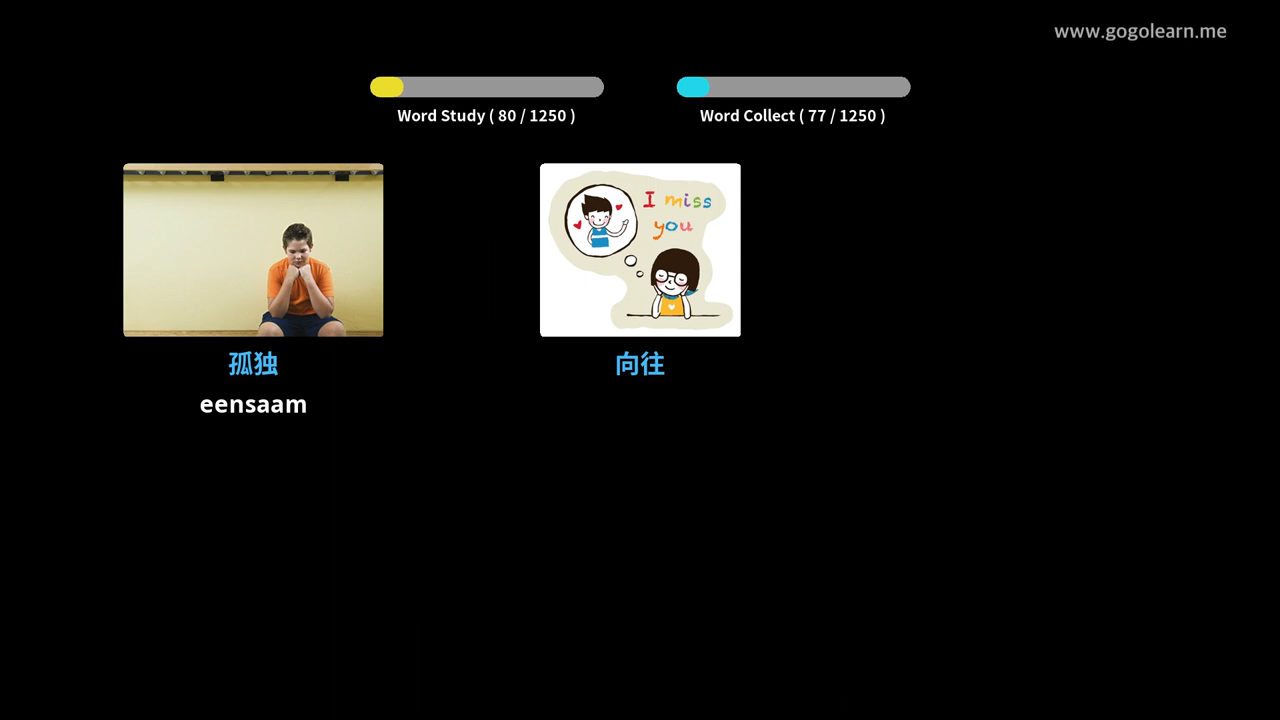 www.gogolearn.me
Word Study ( 80 / 1250 )
Word Collect ( 77 / 1250 )
I miss
you
孤独
向往
eensaam